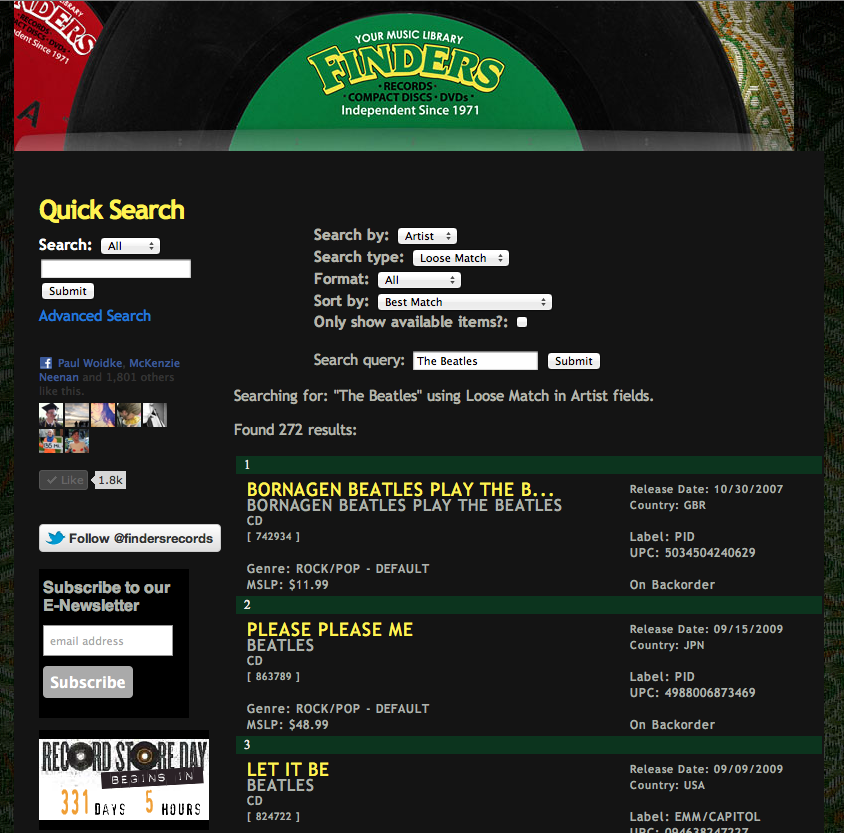 INDERS
RECORDS
COMPACT DISCS · DVDs
dent Since 1971
A
YOUR MUSIC LIBRARY
FINDERS
· RECORDS ·
· COMPACT DISCS · DVDs ·
Independent Since 1971
Quick Search
Search: All
Submit
Advanced Search
Paul Woidke, McKenzie
Neenan and 1,801 others
like this.
Like 1.8k
Follow @findersrecords
Subscribe to our
E-Newsletter
email address
Subscribe
RECORD STORE DAY
BEGINS IN
331 DAYS 5 HOURS
Search by: Artist
Search type: Loose Match
Format: All
Sort by: Best Match
Only show available items?:
Search query: The Beatles Submit
Searching for: "The Beatles" using Loose Match in Artist fields.
Found 272 results:
1
BORNAGEN BEATLES PLAY THE B...
BORNAGEN BEATLES PLAY THE BEATLES
CD
[ 742934 ]
Genre: ROCK/POP - DEFAULT
MSLP: $11.99
Release Date: 10/30/2007
Country: GBR
Label: PID
UPC: 5034504240629
On Backorder
2
PLEASE PLEASE ME
BEATLES
CD
[ 863789 ]
Genre: ROCK/POP - DEFAULT
MSLP: $48.99
Release Date: 09/15/2009
Country: JPN
Label: PID
UPC: 4988006873469
On Backorder
3
LET IT BE
BEATLES
CD
[ 824722 ]
Release Date: 09/09/2009
Country: USA
Label: EMM/CAPITOL
UPC: 094638247227